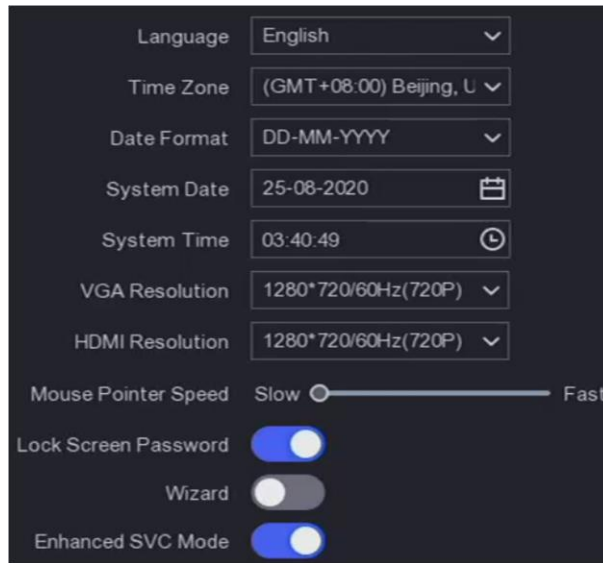 Language English
Time Zone (GMT+08:00) Beijing, U
Date Format DD-MM-YYYY
System Date 25-08-2020
System Time 03:40:49
VGA Resolution 1280*720/60Hz(720P)
HDMI Resolution 1280*720/60Hz(720P)
Mouse Pointer Speed Slow Fast
Lock Screen Password
Wizard
Enhanced SVC Mode